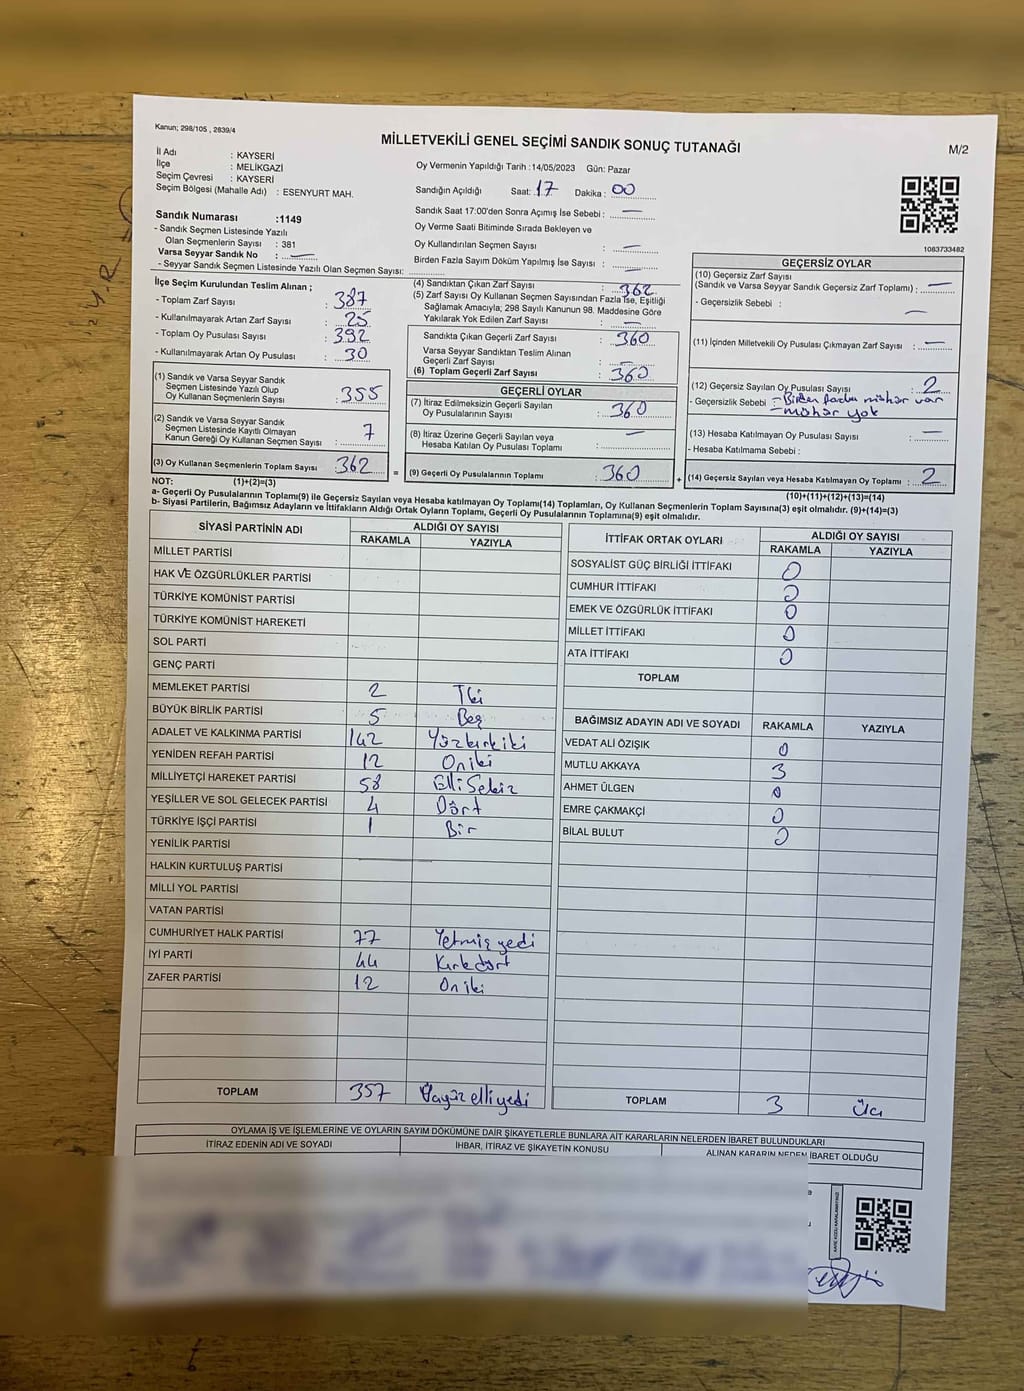 Kanun; 298/105 , 2839/4
MİLLETVEKİLİ GENEL SEÇİMİ SANDIK SONUÇ TUTANAĞI
M/2
İl Adı : KAYSERİ
İlçe : MELİKGAZİ
Seçim Çevresi : KAYSERİ
Seçim Bölgesi (Mahalle Adı) : ESENYURT MAH.
Oy Vermenin Yapıldığı Tarih :14/05/2023 Gün: Pazar
Sandığın Açıldığı Saat: 17 Dakika: 00
Sandık Saat 17:00'den Sonra Açımış İse Sebebi : —
Oy Verme Saati Bitiminde Sırada Bekleyen ve
Oy Kullandırılan Seçmen Sayısı : —
Birden Fazla Sayım Döküm Yapılmış İse Sayısı : —
1083733482
Sandık Numarası :1149
- Sandık Seçmen Listesinde Yazılı
Olan Seçmenlerin Sayısı : 381
Varsa Seyyar Sandık No : —
- Seyyar Sandık Seçmen Listesinde Yazılı Olan Seçmen Sayısı:
İlçe Seçim Kurulundan Teslim Alınan ;
- Toplam Zarf Sayısı : 387
- Kullanılmayarak Artan Zarf Sayısı : 25
- Toplam Oy Pusulası Sayısı : 392
- Kullanılmayarak Artan Oy Pusulası : 30
(1) Sandık ve Varsa Seyyar Sandık
Seçmen Listesinde Yazılı Olup
Oy Kullanan Seçmenlerin Sayısı : 355
(2) Sandık ve Varsa Seyyar Sandık
Seçmen Listesinde Kayıtlı Olmayan
Kanun Gereği Oy Kullanan Seçmen Sayısı : 7
(3) Oy Kullanan Seçmenlerin Toplam Sayısı : 362
(4) Sandıktan Çıkan Zarf Sayısı : 362
(5) Zarf Sayısı Oy Kullanan Seçmen Sayısından Fazla İse, Eşitliği
Sağlamak Amacıyla; 298 Sayılı Kanunun 98. Maddesine Göre
Yakılarak Yok Edilen Zarf Sayısı : —
Sandıkta Çıkan Geçerli Zarf Sayısı : 360
Varsa Seyyar Sandıktan Teslim Alınan
Geçerli Zarf Sayısı : —
(6) Toplam Geçerli Zarf Sayısı : 360
GEÇERLİ OYLAR
(7) İtiraz Edilmeksizin Geçerli Sayılan
Oy Pusulalarının Sayısı : 360
(8) İtiraz Üzerine Geçerli Sayılan veya
Hesaba Katılan Oy Pusulası Toplamı : —
= (9) Geçerli Oy Pusulalarının Toplamı : 360
GEÇERSİZ OYLAR
(10) Geçersiz Zarf Sayısı
(Sandık ve Varsa Seyyar Sandık Geçersiz Zarf Toplamı) : —
- Geçersizlik Sebebi : —
(11) İçinden Milletvekili Oy Pusulası Çıkmayan Zarf Sayısı : —
(12) Geçersiz Sayılan Oy Pusulası Sayısı : 2
- Geçersizlik Sebebi - Birden fazla mühür var
- mühür yok
(13) Hesaba Katılmayan Oy Pusulası Sayısı : —
- Hesaba Katılmama Sebebi :
+ (14) Geçersiz Sayılan veya Hesaba Katılmayan Oy Toplamı : 2
NOT: (1)+(2)=(3)
(10)+(11)+(12)+(13)=(14)
a- Geçerli Oy Pusulalarının Toplamı(9) ile Geçersiz Sayılan veya Hesaba katılmayan Oy Toplamı(14) Toplamları, Oy Kullanan Seçmenlerin Toplam Sayısına(3) eşit olmalıdır. (9)+(14)=(3)
b- Siyasi Partilerin, Bağımsız Adayların ve İttifakların Aldığı Ortak Oyların Toplamı, Geçerli Oy Pusulalarının Toplamına(9) eşit olmalıdır.
SİYASİ PARTİNİN ADI ALDIĞI OY SAYISI
RAKAMLA YAZIYLA
MİLLET PARTİSİ
HAK VE ÖZGÜRLÜKLER PARTİSİ
TÜRKİYE KOMÜNİST PARTİSİ
TÜRKİYE KOMÜNİST HAREKETİ
SOL PARTİ
GENÇ PARTİ
MEMLEKET PARTİSİ 2 İki
BÜYÜK BİRLİK PARTİSİ 5 Beş
ADALET VE KALKINMA PARTİSİ 142 Yüzkırkiki
YENİDEN REFAH PARTİSİ 12 Oniki
MİLLİYETÇİ HAREKET PARTİSİ 58 Elli Sekiz
YEŞİLLER VE SOL GELECEK PARTİSİ 4 Dört
TÜRKİYE İŞÇİ PARTİSİ 1 Bir
YENİLİK PARTİSİ
HALKIN KURTULUŞ PARTİSİ
MİLLİ YOL PARTİSİ
VATAN PARTİSİ
CUMHURİYET HALK PARTİSİ 77 Yetmiş yedi
İYİ PARTİ 44 Kırkdört
ZAFER PARTİSİ 12 Oniki
TOPLAM 357 Üçyüz elliyedi
İTTİFAK ORTAK OYLARI ALDIĞI OY SAYISI
RAKAMLA YAZIYLA
SOSYALİST GÜÇ BİRLİĞİ İTTİFAKI 0
CUMHUR İTTİFAKI 0
EMEK VE ÖZGÜRLÜK İTTİFAKI 0
MİLLET İTTİFAKI 0
ATA İTTİFAKI 0
TOPLAM
BAĞIMSIZ ADAYIN ADI VE SOYADI RAKAMLA YAZIYLA
VEDAT ALİ ÖZIŞIK 0
MUTLU AKKAYA 3
AHMET ÜLGEN 0
EMRE ÇAKMAKÇİ 0
BİLAL BULUT 0
TOPLAM 3 Üç
OYLAMA İŞ VE İŞLEMLERİNE VE OYLARIN SAYIM DÖKÜMÜNE DAİR ŞİKAYETLERLE BUNLARA AİT KARARLARIN NELERDEN İBARET BULUNDUKLARI
İTİRAZ EDENİN ADI VE SOYADI İHBAR, İTİRAZ VE ŞİKAYETİN KONUSU ALINAN KARARIN NEDEN İBARET OLDUĞU